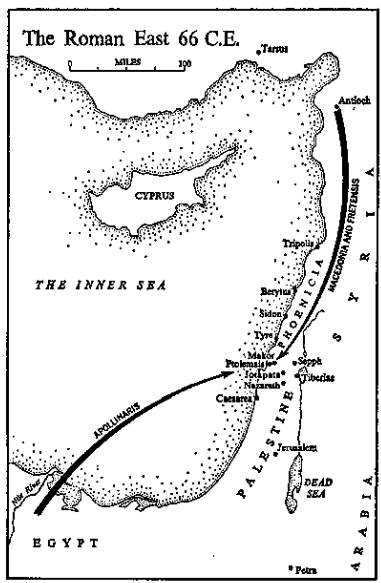 The Roman East 66 C.E.
0 MILES 100
Tarsus
Antioch
CYPRUS
MACEDONIA AND FRETENSIS
SYRIA
Tripolis
THE INNER SEA
Berytus
PHOENICIA
Sidon
Tyre
Makor
Ptolemais
Sepph
Jotapata
Tiberias
Nazareth
Caesarea
APOLLINARIS
PALESTINE
Jerusalem
DEAD
SEA
Nile River
EGYPT
ARABIA
Petra